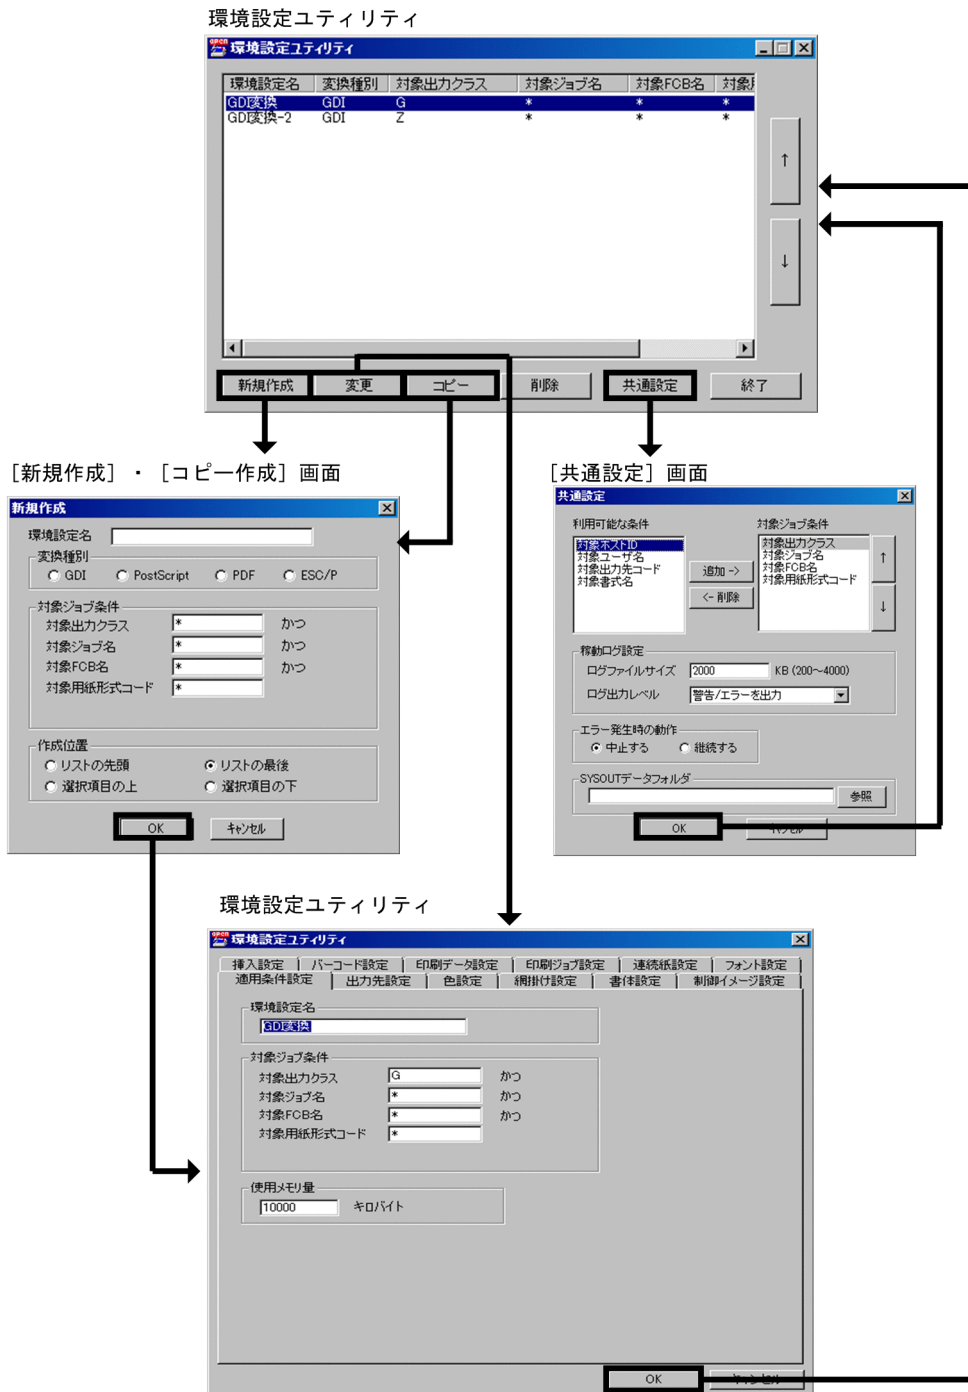 環境設定ユティリティ
環境設定ユティリティ
環境設定名 変換種別 対象出力クラス 対象ジョブ名 対象FCB名
GDI変換 GDI G * * *
GDI変換-2 GDI Z * * *
↑
↓
新規作成 変更 コピー 削除 共通設定 終了
[新規作成]・[コピー作成]画面
新規作成
環境設定名
変換種別
GDI PostScript PDF ESC/P
対象ジョブ条件
対象出力クラス * かつ
対象ジョブ名 * かつ
対象FCB名 * かつ
対象用紙形式コード *
作成位置
リストの先頭 リストの最後
選択項目の上 選択項目の下
OK キャンセル
[共通設定]画面
共通設定
利用可能な条件 対象ジョブ条件
対象ホストID 対象出力クラス
対象ユーザ名 対象ジョブ名
対象出力先コード 対象FCB名
対象書式名 対象用紙形式コード
追加 ->
<- 削除
↑
↓
稼動ログ設定
ログファイルサイズ 2000 KB (200～4000)
ログ出力レベル 警告/エラーを出力
エラー発生時の動作
中止する 継続する
SYSOUTデータフォルダ
参照
OK キャンセル
環境設定ユティリティ
環境設定ユティリティ
挿入設定 バーコード設定 印刷データ設定 印刷ジョブ設定 連続紙設定 フォント設定
適用条件設定 出力先設定 色設定 網掛け設定 書体設定 制御イメージ設定
環境設定名
GDI変換
対象ジョブ条件
対象出力クラス G かつ
対象ジョブ名 * かつ
対象FCB名 * かつ
対象用紙形式コード *
使用メモリ量
10000 キロバイト
OK キャンセル